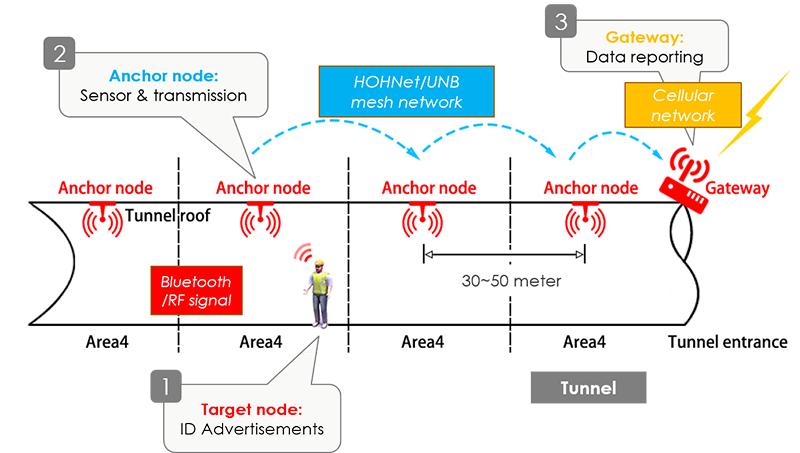 2
Anchor node:
Sensor & transmission
HOHNet/UNB
mesh network
3
Gateway:
Data reporting
Cellular
network
Anchor node
Anchor node
Anchor node
Anchor node
Gateway
Tunnel roof
Bluetooth
/RF signal
30~50 meter
Area4
Area4
Area4
Area4
Tunnel entrance
1
Target node:
ID Advertisements
Tunnel